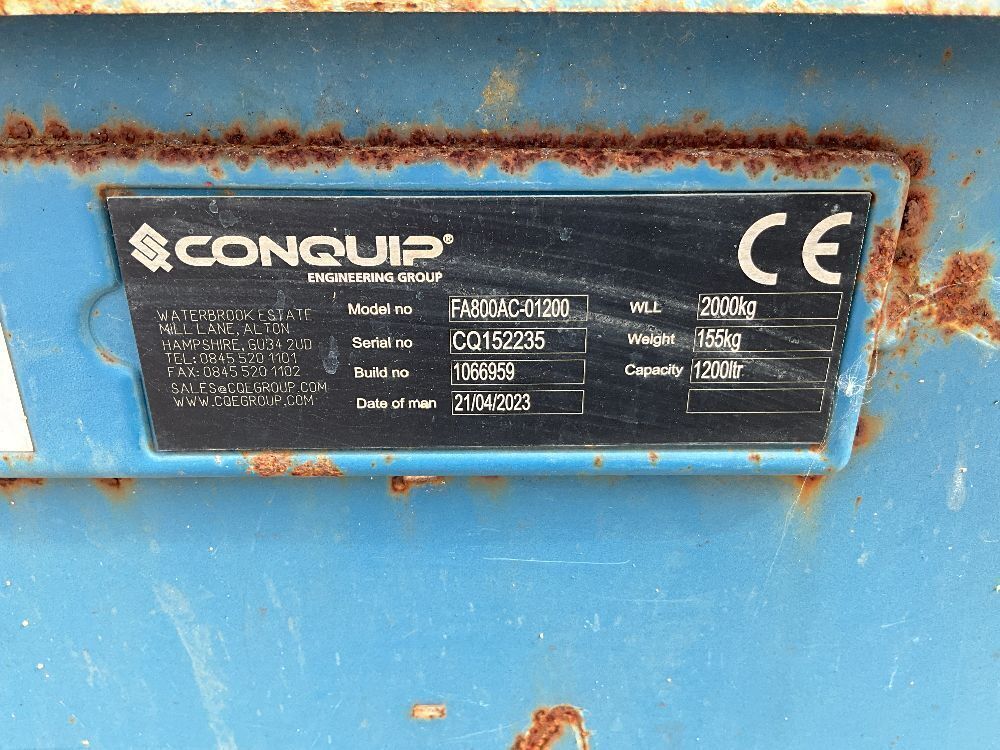 CONQUIP®
ENGINEERING GROUP
CE
WATERBROOK ESTATE
MILL LANE, ALTON
HAMPSHIRE, GU34 2UD
TEL: 0845 520 1101
FAX: 0845 520 1102
SALES@CQEGROUP.COM
WWW.CQEGROUP.COM
Model no FA800AC-01200
Serial no CQ152235
Build no 1066959
Date of man 21/04/2023
WLL 2000kg
Weight 155kg
Capacity 1200ltr